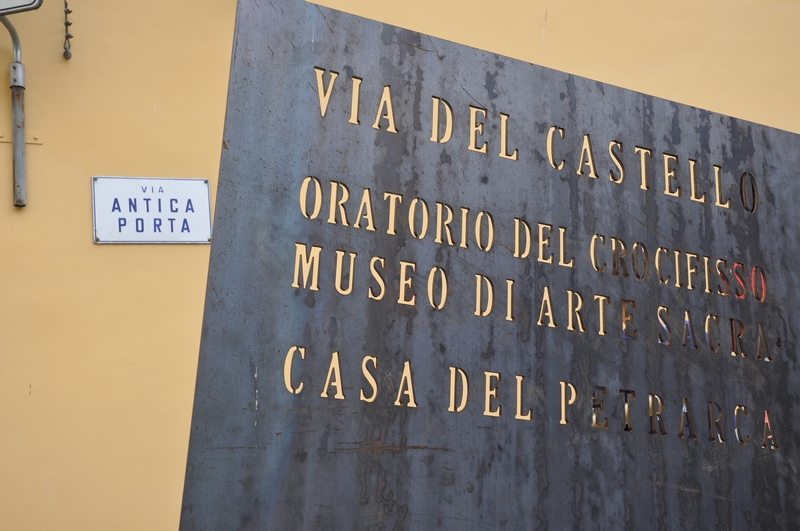 VIA
ANTICA
PORTA
VIA DEL CASTELLO
ORATORIO DEL CROCIFISSO
MUSEO DI ARTE SACRA
CASA DEL PETRARCA